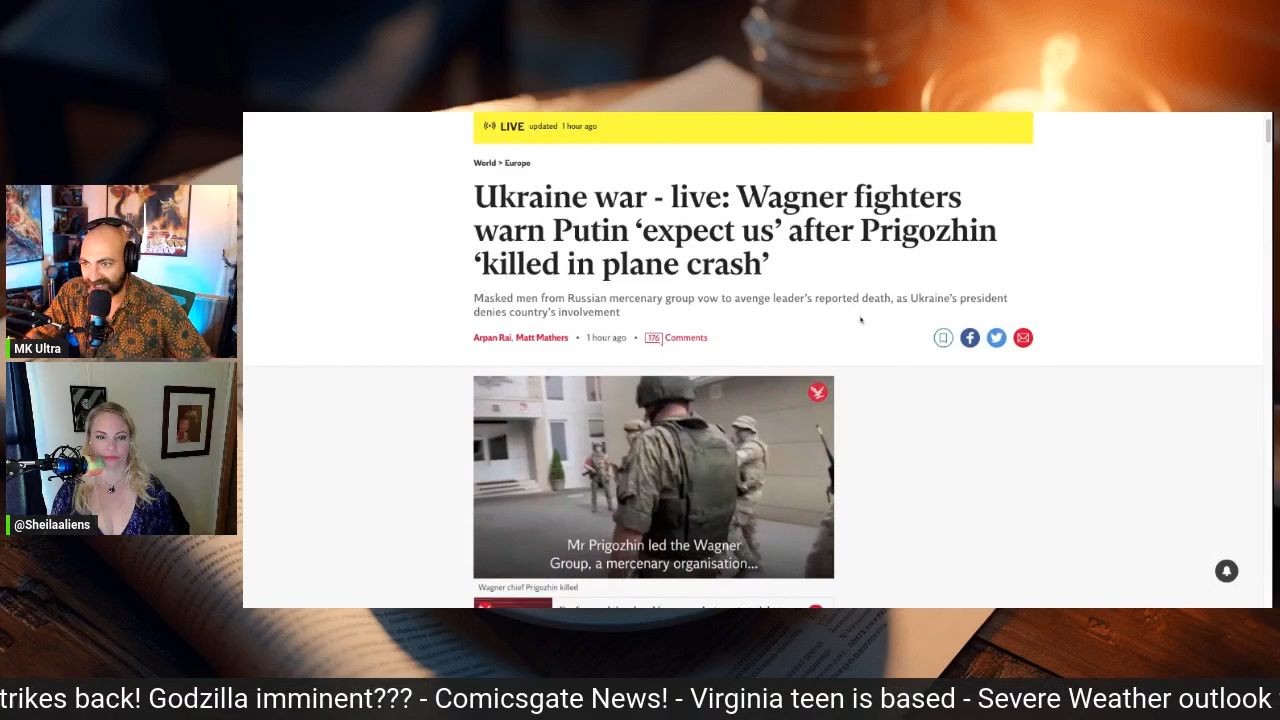 LIVE updated 1 hour ago
World > Europe
Ukraine war - live: Wagner fighters
warn Putin ‘expect us’ after Prigozhin
‘killed in plane crash’
Masked men from Russian mercenary group vow to avenge leader’s reported death, as Ukraine’s president
denies country’s involvement
Arpan Rai, Matt Mathers • 1 hour ago • 176 Comments
MK Ultra
@Sheilaaliens
Mr Prigozhin led the Wagner
Group, a mercenary organisation...
Wagner chief Prigozhin killed
trikes back! Godzilla imminent??? - Comicsgate News! - Virginia teen is based - Severe Weather outlook